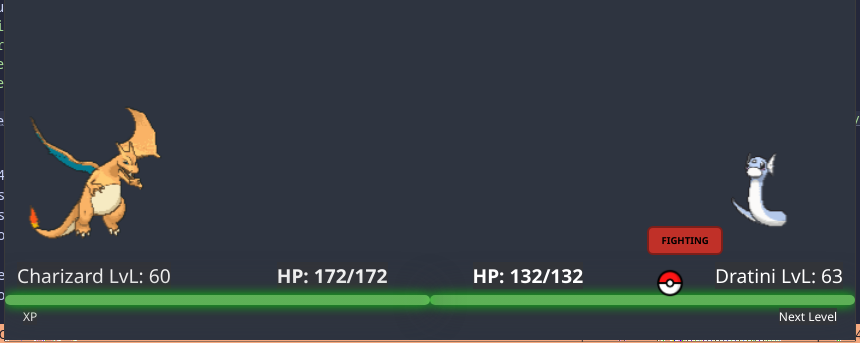 FIGHTING
Charizard LvL: 60 HP: 172/172 HP: 132/132 Dratini LvL: 63
XP Next Level